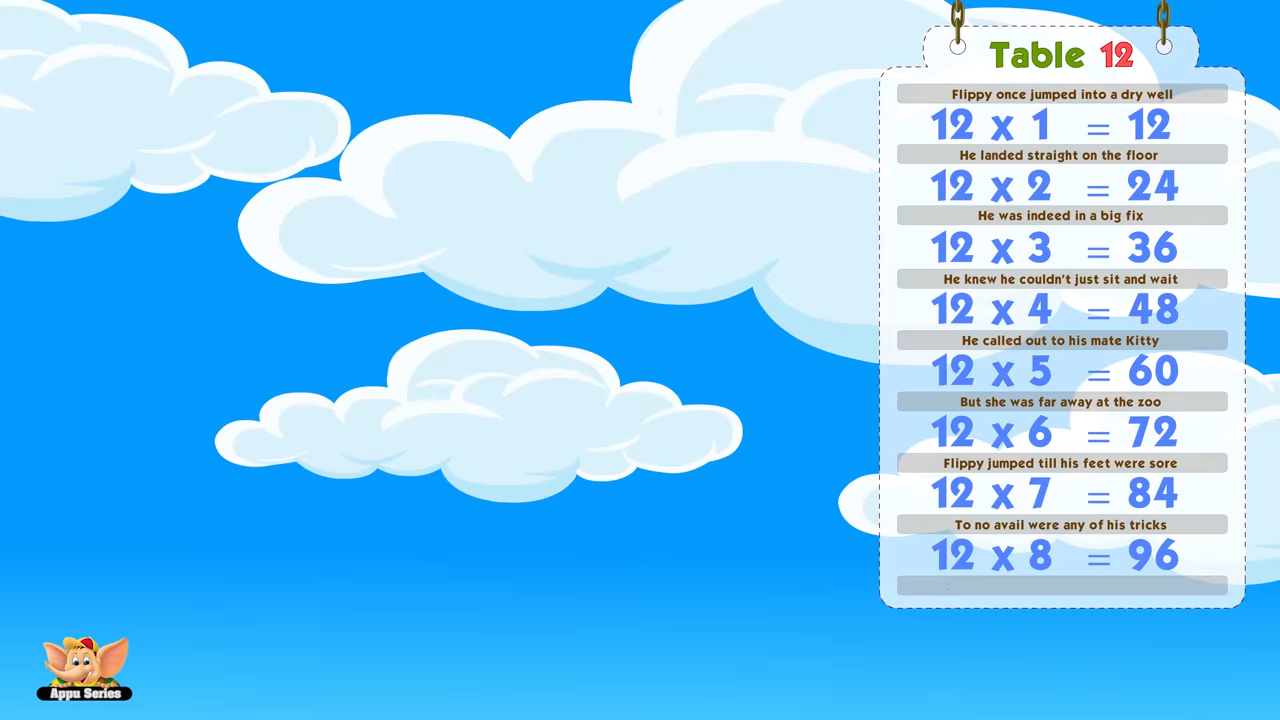 Table 12
Flippy once jumped into a dry well
12 x 1 = 12
He landed straight on the floor
12 x 2 = 24
He was indeed in a big fix
12 x 3 = 36
He knew he couldn't just sit and wait
12 x 4 = 48
He called out to his mate Kitty
12 x 5 = 60
But she was far away at the zoo
12 x 6 = 72
Flippy jumped till his feet were sore
12 x 7 = 84
To no avail were any of his tricks
12 x 8 = 96
Appu Series